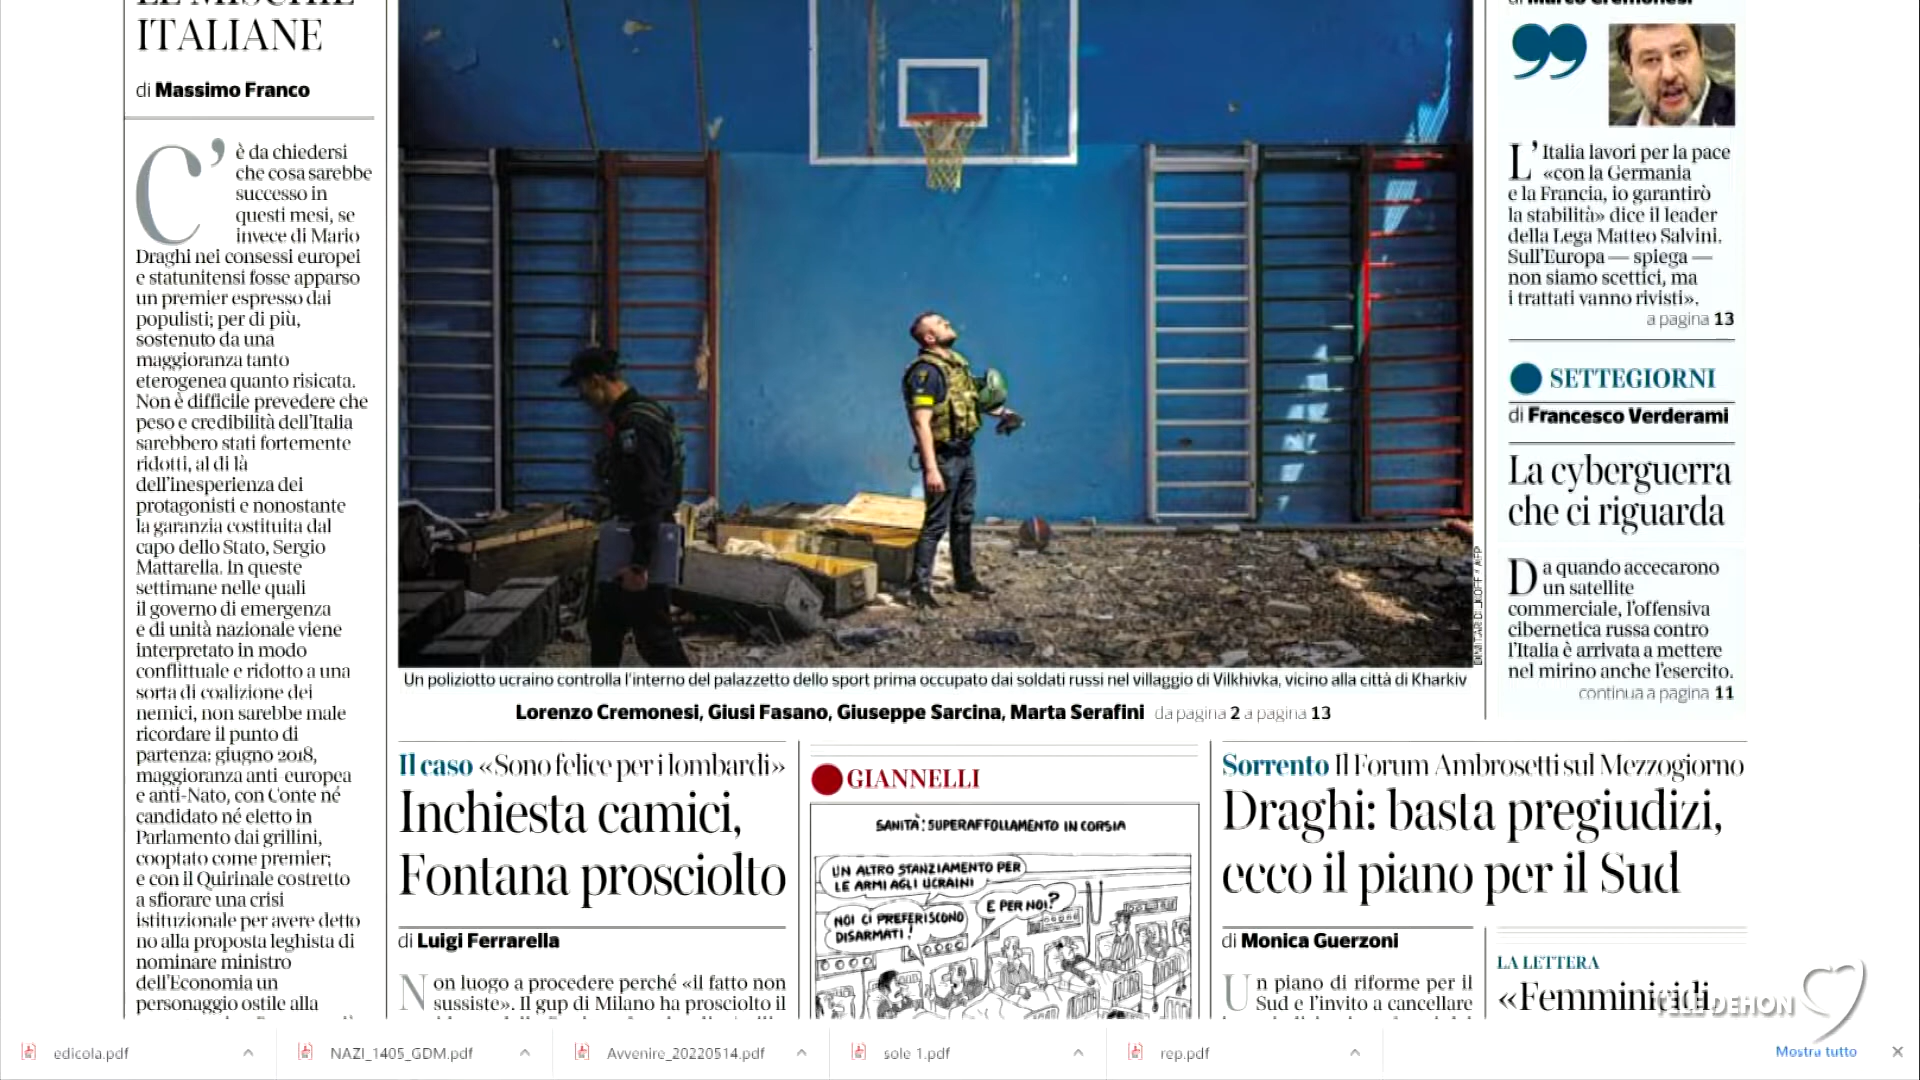 ITALIANE
di Massimo Franco
C'è da chiedersi
che cosa sarebbe
successo in
questi mesi, se
invece di Mario
Draghi nei consessi europei
e statunitensi fosse apparso
un premier espresso dai
populisti; per di più,
sostenuto da una
maggioranza tanto
eterogenea quanto risicata.
Non è difficile prevedere che
peso e credibilità dell'Italia
sarebbero stati fortemente
ridotti, al di là
dell'inesperienza dei
protagonisti e nonostante
la garanzia costituita dal
capo dello Stato, Sergio
Mattarella. In queste
settimane nelle quali
il governo di emergenza
e di unità nazionale viene
interpretato in modo
conflittuale e ridotto a una
sorta di coalizione dei
nemici, non sarebbe male
ricordare il punto di
partenza: giugno 2018,
maggioranza anti-europea
e anti-Nato, con Conte né
candidato né eletto in
Parlamento dai grillini,
cooptato come premier;
e con il Quirinale costretto
a sfiorare una crisi
istituzionale per avere detto
no alla proposta leghista di
nominare ministro
dell'Economia un
personaggio ostile alla
Un poliziotto ucraino controlla l'interno del palazzetto dello sport prima occupato dai soldati russi nel villaggio di Vilkhivka, vicino alla città di Kharkiv
Lorenzo Cremonesi, Giusi Fasano, Giuseppe Sarcina, Marta Serafini da pagina 2 a pagina 13
di Marco Cremonesi
L'Italia lavori per la pace
«con la Germania
e la Francia, io garantirò
la stabilità» dice il leader
della Lega Matteo Salvini.
Sull'Europa — spiega —
non siamo scettici, ma
i trattati vanno rivisti».
a pagina 13
SETTEGIORNI
di Francesco Verderami
La cyberguerra
che ci riguarda
Da quando accecarono
un satellite
commerciale, l'offensiva
cibernetica russa contro
l'Italia è arrivata a mettere
nel mirino anche l'esercito.
continua a pagina 11
Il caso «Sono felice per i lombardi»
Inchiesta camici,
Fontana prosciolto
di Luigi Ferrarella
Non luogo a procedere perché «il fatto non
sussiste». Il gup di Milano ha prosciolto il
GIANNELLI
SANITÀ: SUPERAFFOLLAMENTO IN CORSIA
UN ALTRO STANZIAMENTO PER
LE ARMI AGLI UCRAINI
E PER NOI?
NOI CI PREFERISCONO
DISARMATI!
Sorrento Il Forum Ambrosetti sul Mezzogiorno
Draghi: basta pregiudizi,
ecco il piano per il Sud
di Monica Guerzoni
Un piano di riforme per il
Sud e l'invito a cancellare
LA LETTERA
«Femminicidi,
TELEDEHON
edicola.pdf
NAZI_1405_GDM.pdf
Avvenire_20220514.pdf
sole 1.pdf
rep.pdf
Mostra tutto